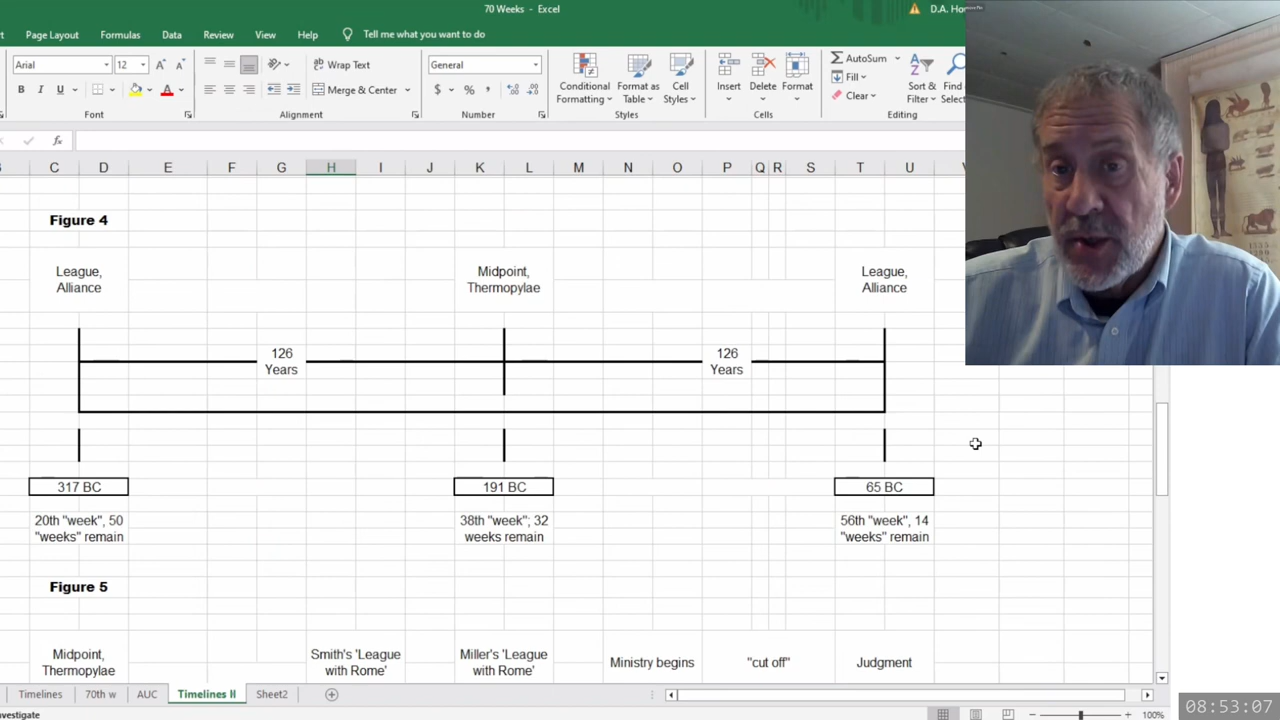 70 Weeks - Excel
Page Layout Formulas Data Review View Help Tell me what you want to do
Arial 12 A A Wrap Text General Conditional Formatting Format as Table Cell Styles Insert Delete Format AutoSum Sort & Filter
B I U A Merge & Center $ % Fill
Clear
Font Alignment Number Styles Cells Editing
fx
C D E F G H I J K L M N O P Q R S T U
Figure 4
League, Midpoint, League,
Alliance Thermopylae Alliance
126 126
Years Years
317 BC 191 BC 65 BC
20th "week", 50 38th "week"; 32 56th "week", 14
"weeks" remain weeks remain "weeks" remain
Figure 5
Midpoint, Smith's 'League Miller's 'League Ministry begins "cut off" Judgment
Thermopylae with Rome' with Rome'
Timelines 70th w AUC Timelines II Sheet2
100%
08:53:07